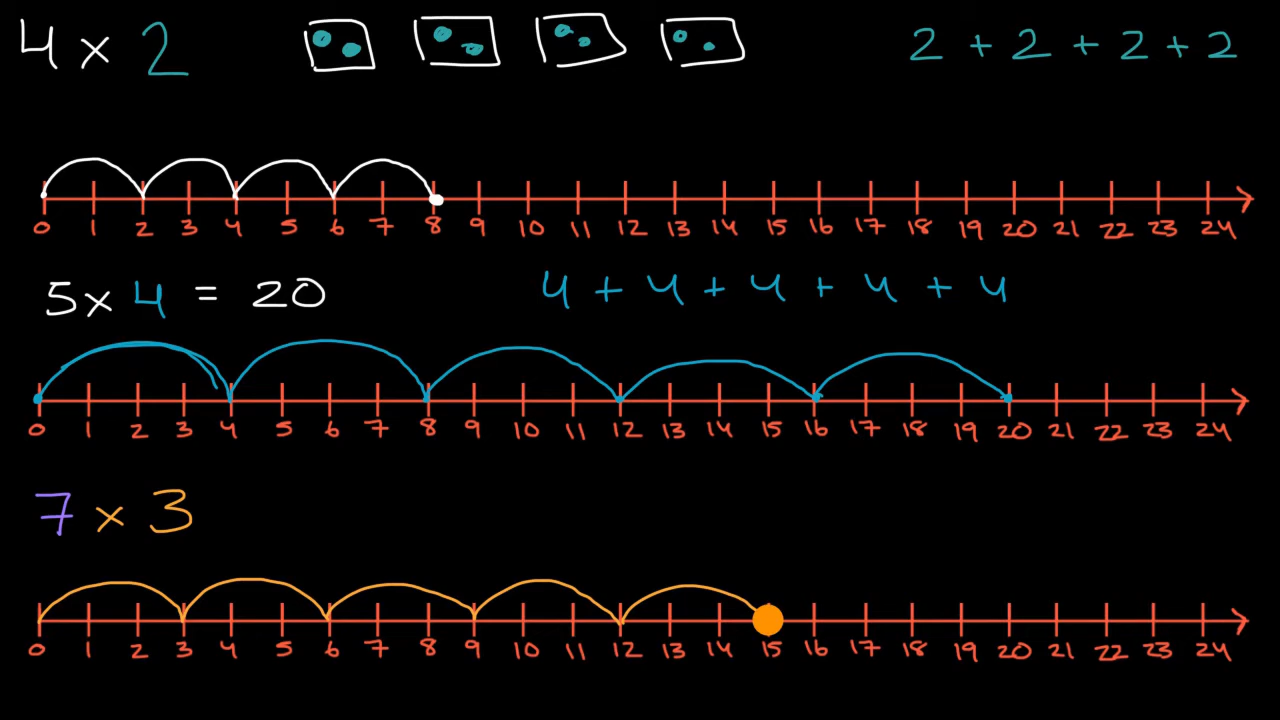 4 x 2 2 + 2 + 2 + 2
0 1 2 3 4 5 6 7 8 9 10 11 12 13 14 15 16 17 18 19 20 21 22 23 24
5 x 4 = 20 4 + 4 + 4 + 4 + 4
0 1 2 3 4 5 6 7 8 9 10 11 12 13 14 15 16 17 18 19 20 21 22 23 24
7 x 3
0 1 2 3 4 5 6 7 8 9 10 11 12 13 14 15 16 17 18 19 20 21 22 23 24